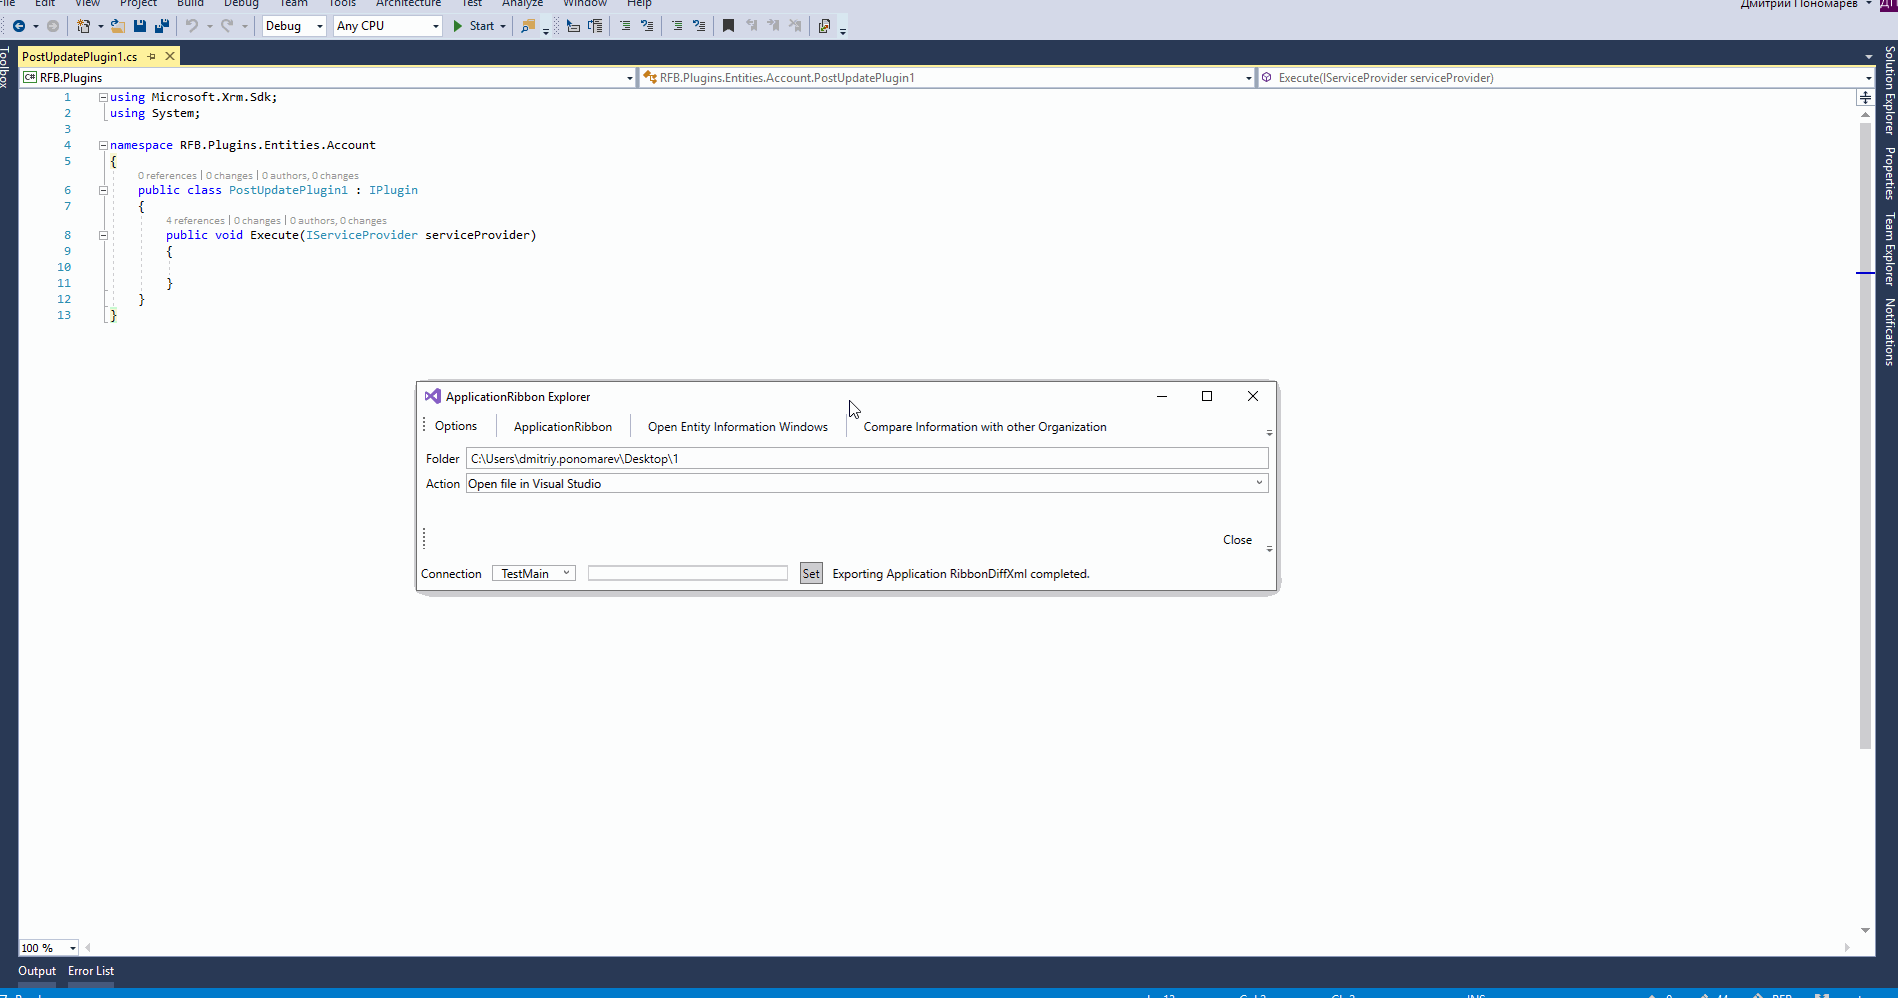 File Edit View Project Build Debug Team Tools Architecture Test Analyze Window Help
Дмитрий Пономарев
Debug Any CPU Start
Toolbox
PostUpdatePlugin1.cs
RFB.Plugins RFB.Plugins.Entities.Account.PostUpdatePlugin1 Execute(IServiceProvider serviceProvider)
1 using Microsoft.Xrm.Sdk;
2 using System;
3
4 namespace RFB.Plugins.Entities.Account
5 {
0 references | 0 changes | 0 authors, 0 changes
6 public class PostUpdatePlugin1 : IPlugin
7 {
4 references | 0 changes | 0 authors, 0 changes
8 public void Execute(IServiceProvider serviceProvider)
9 {
10
11 }
12 }
13 }
ApplicationRibbon Explorer
Options ApplicationRibbon Open Entity Information Windows Compare Information with other Organization
Folder C:\Users\dmitriy.ponomarev\Desktop\1
Action Open file in Visual Studio
Close
Connection TestMain Set Exporting Application RibbonDiffXml completed.
Solution Explorer
Properties
Team Explorer
Notifications
100 %
Output Error List